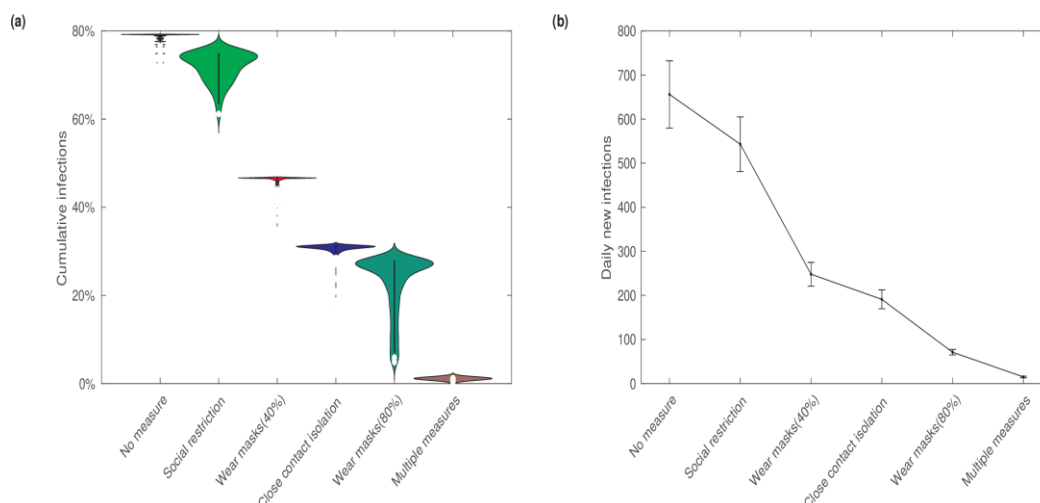 (a)
80%
60%
40%
20%
0%
Cumulative infections
No measure
Social restriction
Wear masks(40%)
Close contact isolation
Wear masks(80%)
Multiple measures
(b)
800
700
600
500
400
300
200
100
0
Daily new infections
No measure
Social restriction
Wear masks(40%)
Close contact isolation
Wear masks(80%)
Multiple measures